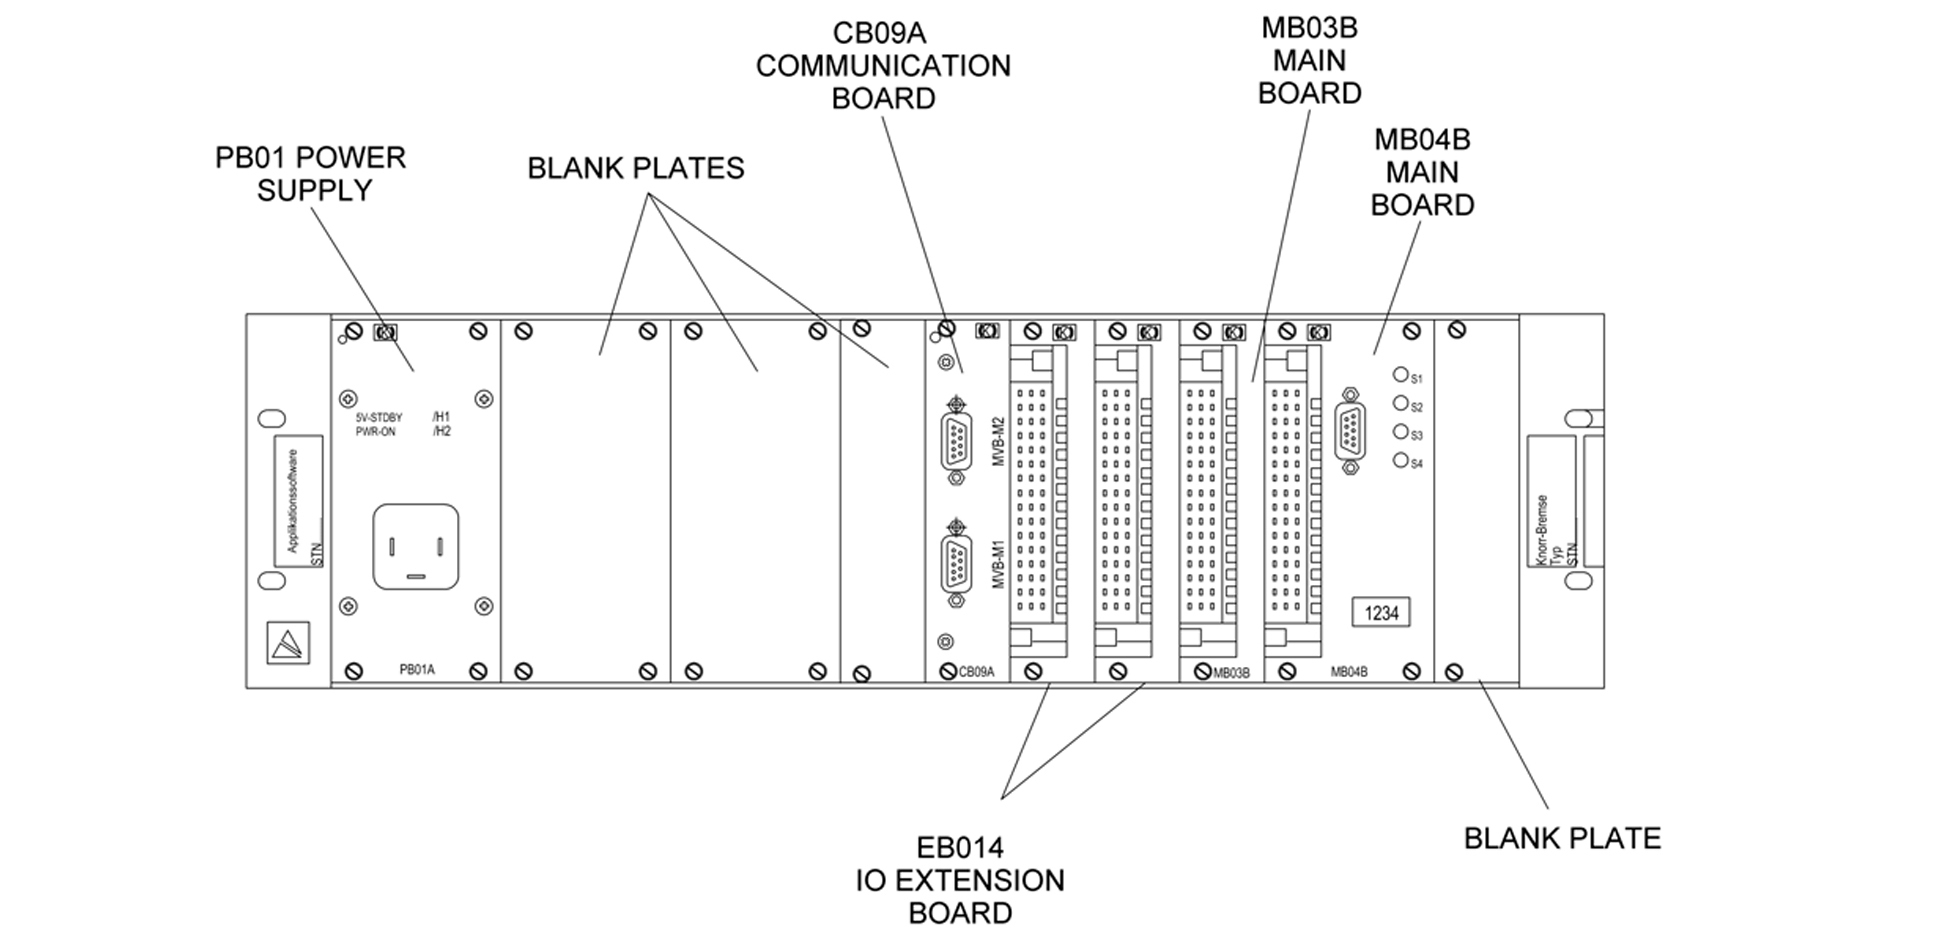 CB09A
COMMUNICATION
BOARD
MB03B
MAIN
BOARD
MB04B
MAIN
BOARD
PB01 POWER
SUPPLY
BLANK PLATES
5V-STDBY /H1
PWR-ON /H2
Applikationssoftware
STN
PB01A
MVB-M2
MVB-M1
CB09A
MB03B
S1
S2
S3
S4
1234
MB04B
Knorr-Bremse
Typ
STN
EB014
IO EXTENSION
BOARD
BLANK PLATE